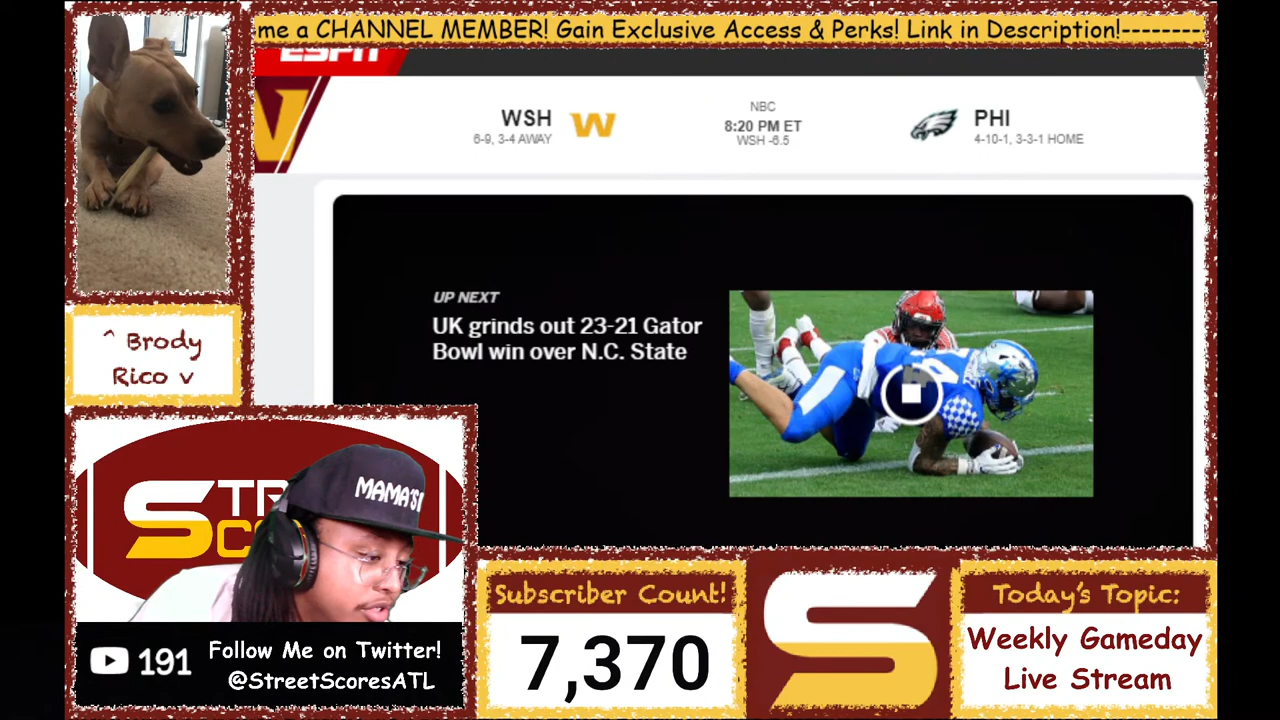 me a CHANNEL MEMBER! Gain Exclusive Access & Perks! Link in Description!--------
ESPN
WSH
6-9, 3-4 AWAY
W
NBC
8:20 PM ET
WSH -6.5
PHI
4-10-1, 3-3-1 HOME
UP NEXT
UK grinds out 23-21 Gator
Bowl win over N.C. State
^ Brody
Rico v
MAMA'S
191
Follow Me on Twitter!
@StreetScoresATL
Subscriber Count!
7,370
S
Today's Topic:
Weekly Gameday
Live Stream